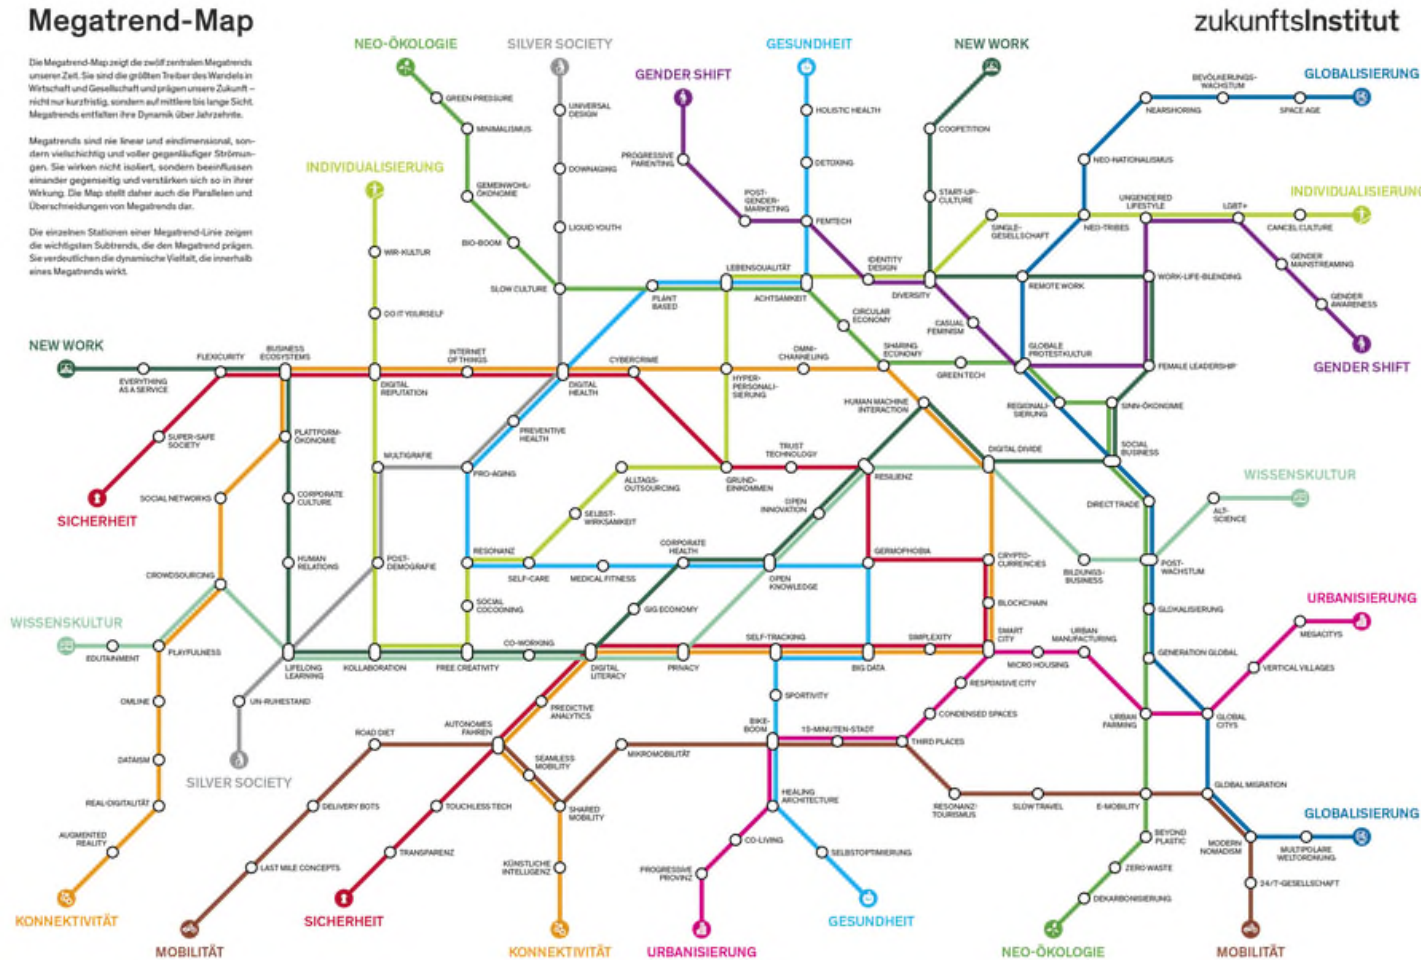 Megatrend-Map
zukunftsInstitut
Die Megatrend-Map zeigt die zwölf zentralen Megatrends
unserer Zeit. Sie sind die größten Treiber des Wandels in
Wirtschaft und Gesellschaft und prägen unsere Zukunft –
nicht nur kurzfristig, sondern auf mittlere bis lange Sicht.
Megatrends entfalten ihre Dynamik über Jahrzehnte.
Megatrends sind nie linear und eindimensional, son-
dern vielschichtig und voller gegenläufiger Strömun-
gen. Sie wirken nicht isoliert, sondern beeinflussen
einander gegenseitig und verstärken sich so in ihrer
Wirkung. Die Map stellt daher auch die Parallelen und
Überschneidungen von Megatrends dar.
Die einzelnen Stationen einer Megatrend-Linie zeigen
die wichtigsten Subtrends, die den Megatrend prägen.
Sie verdeutlichen die dynamische Vielfalt, die innerhalb
eines Megatrends wirkt.
NEO-ÖKOLOGIE
SILVER SOCIETY
GENDER SHIFT
GESUNDHEIT
NEW WORK
GLOBALISIERUNG
BEVÖLKERUNGS-
WACHSTUM
NEARSHORING
SPACE AGE
GREEN PRESSURE
UNIVERSAL
DESIGN
HOLISTIC HEALTH
MINIMALISMUS
COOPETITION
PROGRESSIVE
PARENTING
DETOXING
NEO-NATIONALISMUS
INDIVIDUALISIERUNG
DOWNAGING
GEMEINWOHL-
ÖKONOMIE
POST-
GENDER-
MARKETING
START-UP-
CULTURE
UNGENDERED
LIFESTYLE
LGBT+
INDIVIDUALISIERUNG
LIQUID YOUTH
FEMTECH
SINGLE-
GESELLSCHAFT
NEO-TRIBES
CANCEL CULTURE
BIO-BOOM
WIR-KULTUR
GENDER
MAINSTREAMING
SLOW CULTURE
PLANT
BASED
LEBENSQUALITÄT
ACHTSAMKEIT
IDENTITY
DESIGN
DIVERSITY
REMOTE WORK
WORK-LIFE-BLENDING
GENDER
AWARENESS
DO IT YOURSELF
CIRCULAR
ECONOMY
CASUAL
FEMINISM
NEW WORK
FLEXICURITY
BUSINESS
ECOSYSTEMS
INTERNET
OF THINGS
CYBERCRIME
OMNI-
CHANNELING
SHARING
ECONOMY
GREEN TECH
GLOBALE
PROTESTKULTUR
FEMALE LEADERSHIP
GENDER SHIFT
EVERYTHING
AS A SERVICE
DIGITAL
REPUTATION
DIGITAL
HEALTH
HYPER-
PERSONALI-
SIERUNG
HUMAN MACHINE
INTERACTION
REGIONALI-
SIERUNG
SINN-ÖKONOMIE
SUPER-SAFE
SOCIETY
PLATTFORM-
ÖKONOMIE
PREVENTIVE
HEALTH
TRUST
TECHNOLOGY
DIGITAL DIVIDE
SOCIAL
BUSINESS
MULTIGRAFIE
PRO-AGING
ALLTAGS-
OUTSOURCING
GRUND-
EINKOMMEN
RESILIENZ
WISSENSKULTUR
SICHERHEIT
SOCIAL NETWORKS
CORPORATE
CULTURE
SELBST-
WIRKSAMKEIT
OPEN
INNOVATION
DIRECT TRADE
ALT-
SCIENCE
HUMAN
RELATIONS
POST-
DEMOGRAFIE
RESONANZ
SELF-CARE
MEDICAL FITNESS
CORPORATE
HEALTH
OPEN
KNOWLEDGE
GERMOPHOBIA
CRYPTO-
CURRENCIES
BILDUNGS-
BUSINESS
POST-
WACHSTUM
CROWDSOURCING
SOCIAL
COCOONING
GIG ECONOMY
BLOCKCHAIN
GLOKALISIERUNG
URBANISIERUNG
WISSENSKULTUR
EDUTAINMENT
PLAYFULNESS
LIFELONG
LEARNING
KOLLABORATION
FREE CREATIVITY
CO-WORKING
DIGITAL
LITERACY
PRIVACY
SELF-TRACKING
BIG DATA
SIMPLEXITY
SMART
CITY
MICRO HOUSING
URBAN
MANUFACTURING
GENERATION GLOBAL
MEGACITYS
VERTICAL VILLAGES
OMLINE
UN-RUHESTAND
PREDICTIVE
ANALYTICS
SPORTIVITY
RESPONSIVE CITY
CONDENSED SPACES
URBAN
FARMING
GLOBAL
CITYS
ROAD DIET
AUTONOMES
FAHREN
BIKE-
BOOM
15-MINUTEN-STADT
THIRD PLACES
DATAISM
SILVER SOCIETY
SEAMLESS
MOBILITY
MIKROMOBILITÄT
REAL-DIGITALITÄT
DELIVERY BOTS
TOUCHLESS TECH
SHARED
MOBILITY
HEALING
ARCHITECTURE
RESONANZ-
TOURISMUS
SLOW TRAVEL
E-MOBILITY
GLOBAL MIGRATION
GLOBALISIERUNG
AUGMENTED
REALITY
TRANSPARENZ
CO-LIVING
SELBSTOPTIMIERUNG
BEYOND
PLASTIC
MODERN
NOMADISM
MULTIPOLARE
WELTORDNUNG
LAST MILE CONCEPTS
KÜNSTLICHE
INTELLIGENZ
PROGRESSIVE
PROVINZ
ZERO WASTE
24/7-GESELLSCHAFT
DEKARBONISIERUNG
KONNEKTIVITÄT
MOBILITÄT
SICHERHEIT
KONNEKTIVITÄT
URBANISIERUNG
GESUNDHEIT
NEO-ÖKOLOGIE
MOBILITÄT